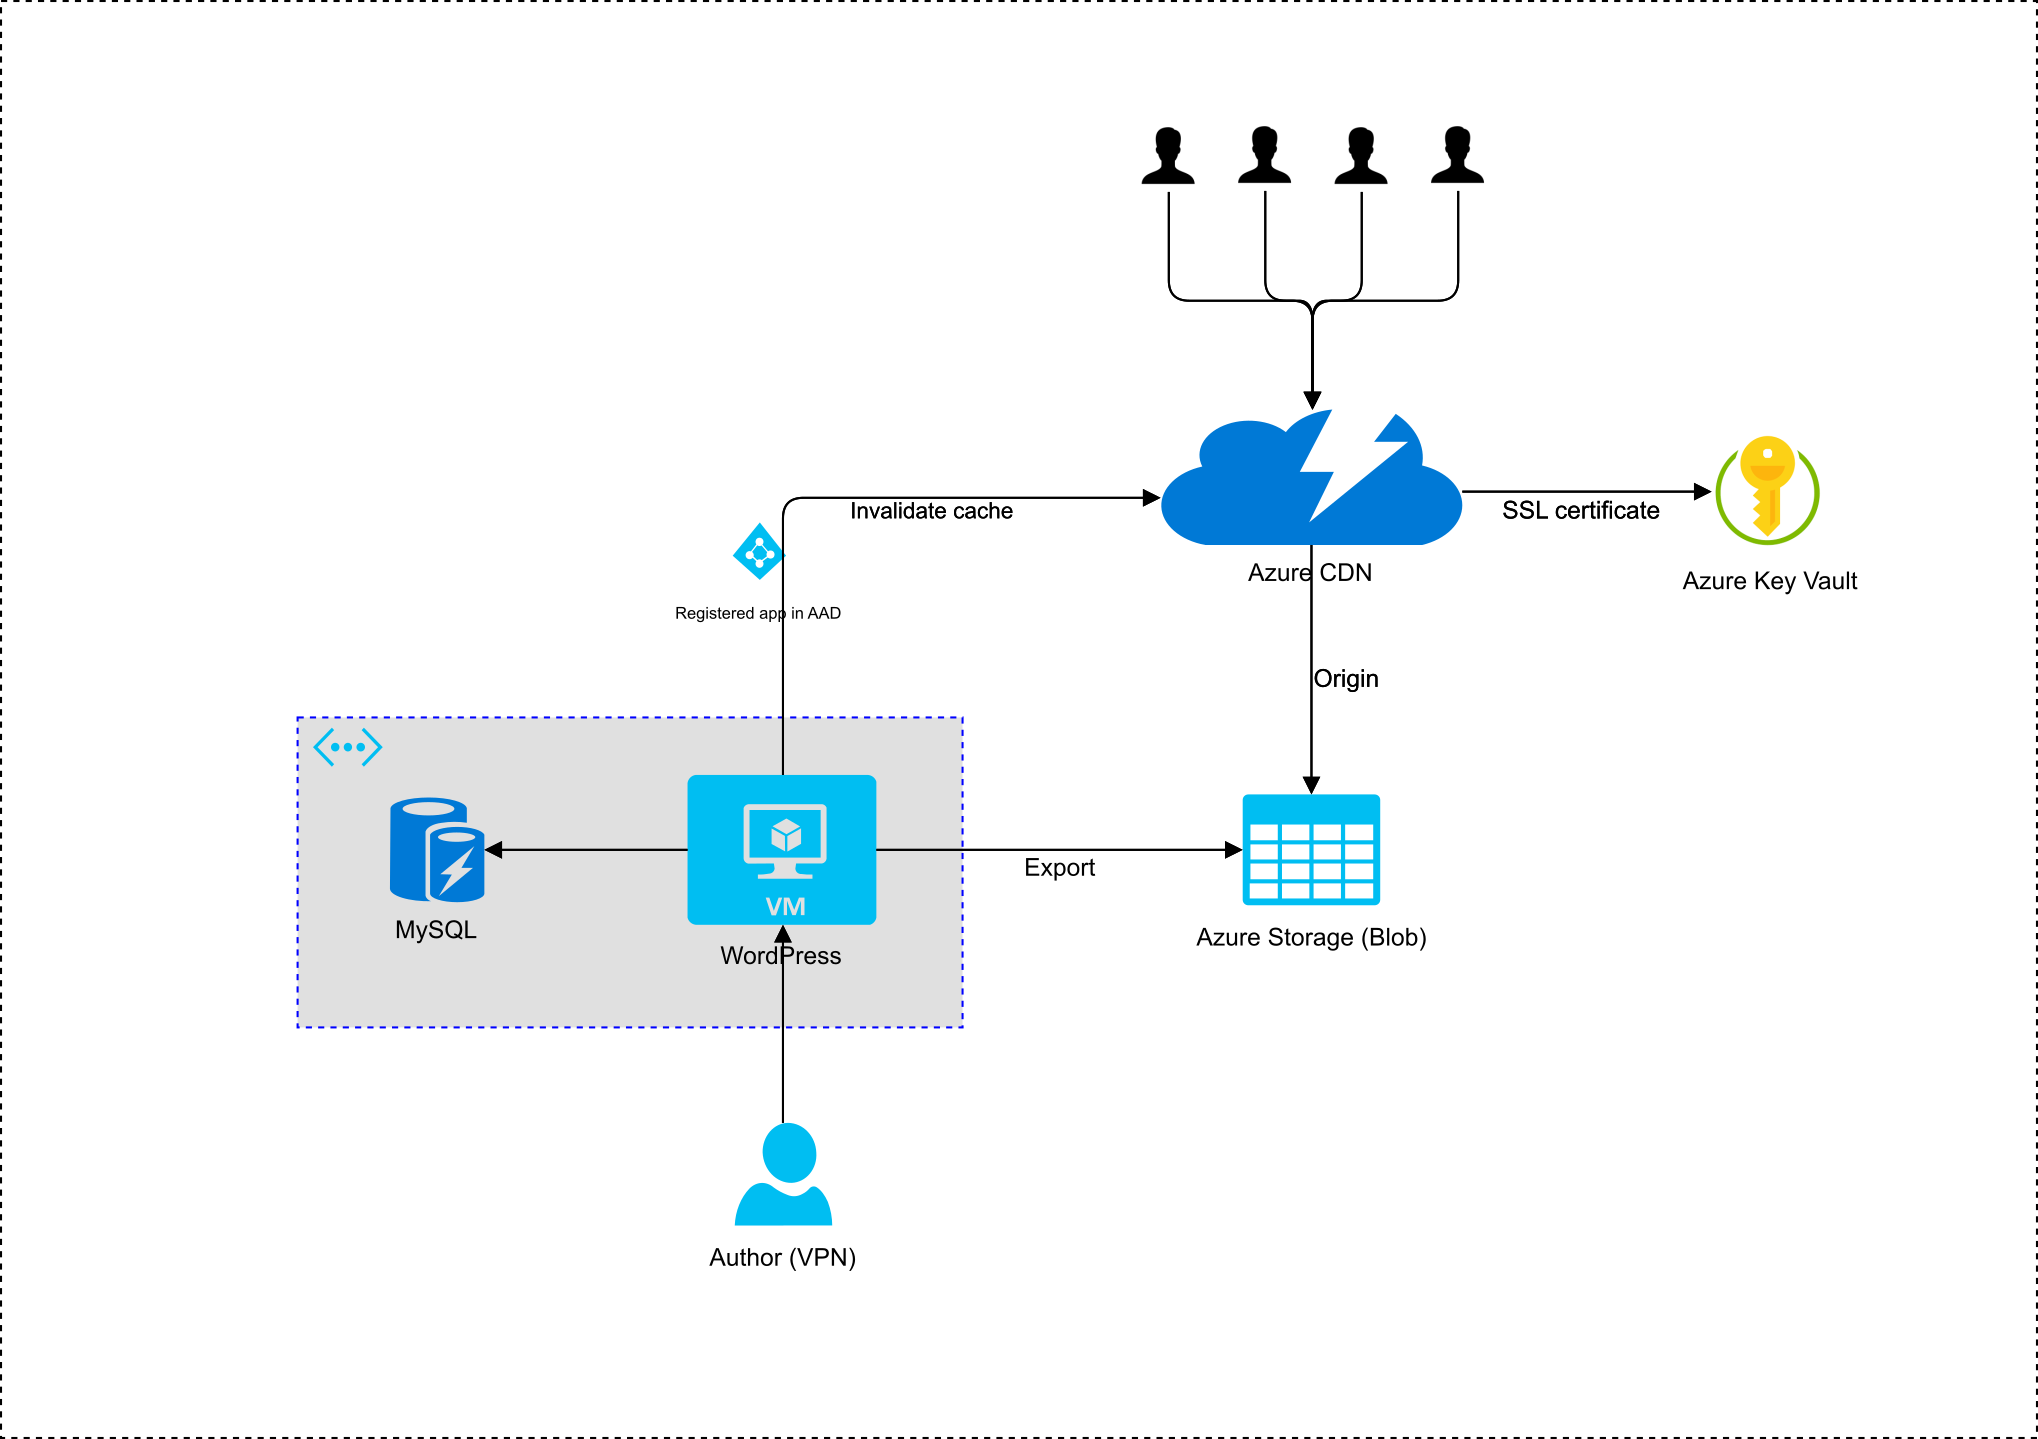 Invalidate cache
SSL certificate
Azure CDN
Azure Key Vault
Registered app in AAD
Origin
VM
MySQL
WordPress
Export
Azure Storage (Blob)
Author (VPN)